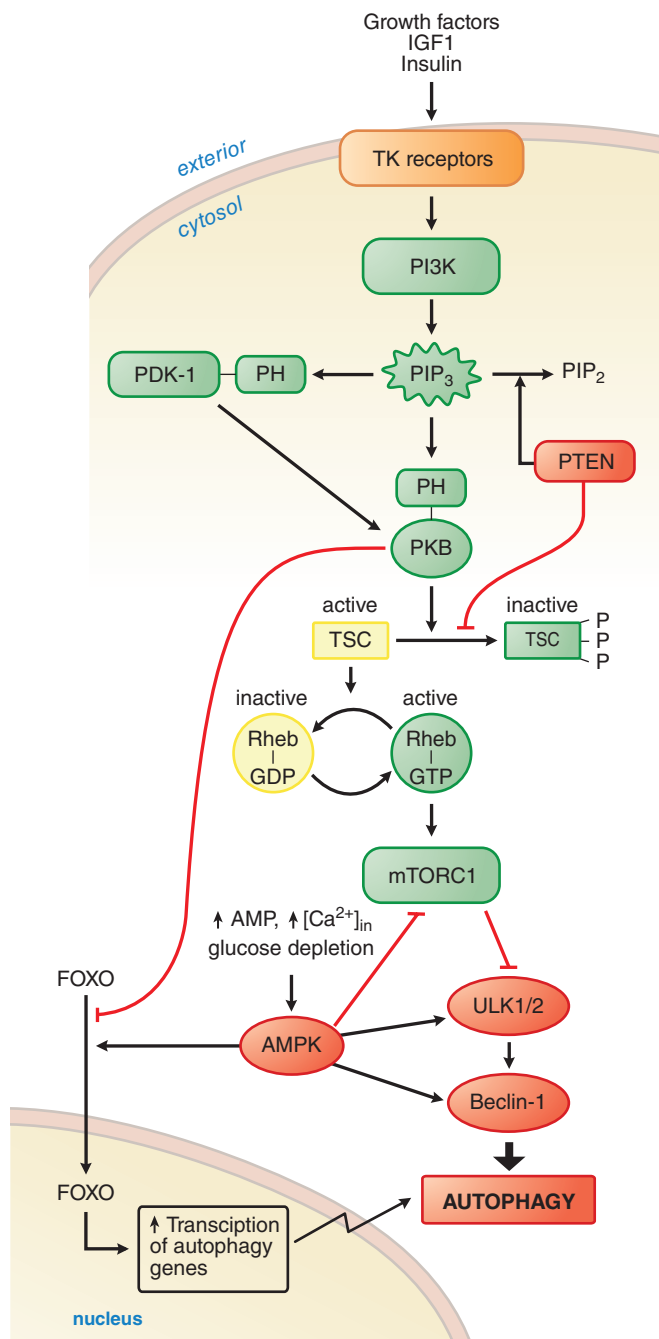 Growth factors
IGF1
Insulin
exterior
TK receptors
cytosol
PI3K
PDK-1
PH
PIP₃
PIP₂
PTEN
PH
PKB
active
inactive
TSC
TSC
P
P
P
inactive
active
Rheb
GDP
Rheb
GTP
mTORC1
↑ AMP, ↑ [Ca²⁺]in
glucose depletion
FOXO
ULK1/2
AMPK
Beclin-1
FOXO
AUTOPHAGY
↑ Transciption
of autophagy
genes
nucleus